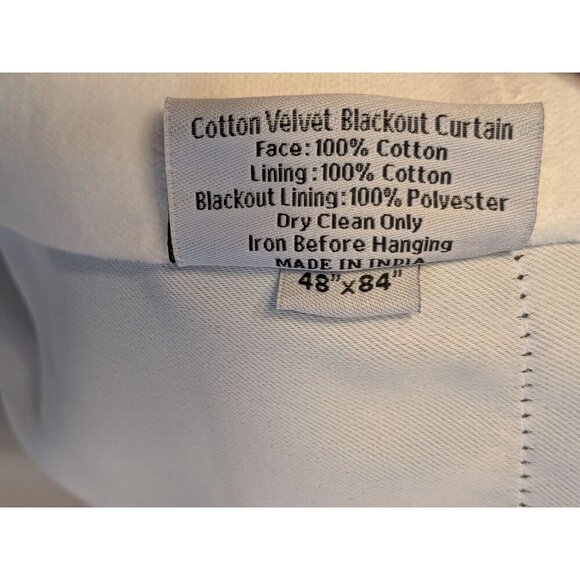 Cotton Velvet Blackout Curtain
Face: 100% Cotton
Lining: 100% Cotton
Blackout Lining: 100% Polyester
Dry Clean Only
Iron Before Hanging
MADE IN INDIA
48"x84"